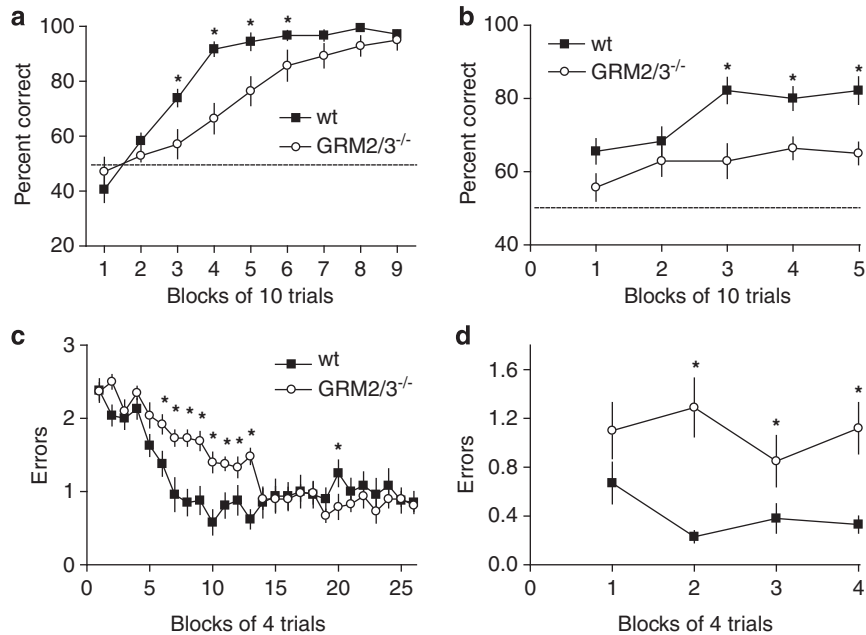 a
Percent correct
100
80
60
40
20
* * * *
wt
GRM2/3-/-
1 2 3 4 5 6 7 8 9
Blocks of 10 trials
b
Percent correct
100
80
60
40
wt
GRM2/3-/-
* * *
0 1 2 3 4 5
Blocks of 10 trials
c
Errors
3
2
1
0
wt
GRM2/3-/-
* * * * * * * * *
0 5 10 15 20 25
Blocks of 4 trials
d
Errors
1.6
1.2
0.8
0.4
0.0
* * *
0 1 2 3 4
Blocks of 4 trials